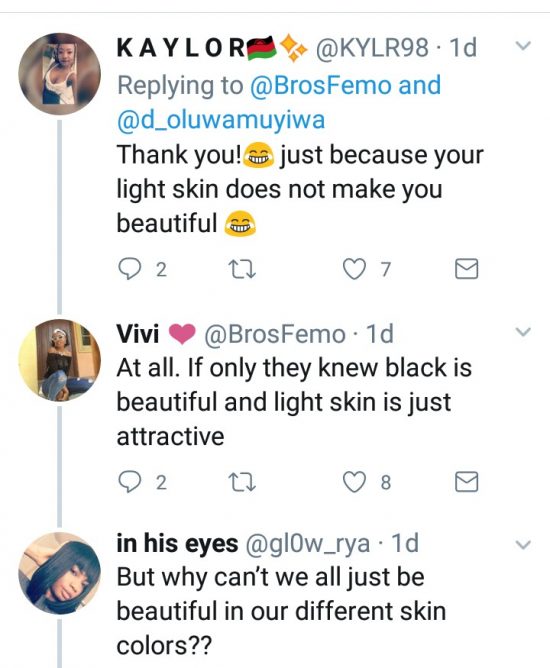 K A Y L O R🇲🇼✨ @KYLR98 · 1d
Replying to @BrosFemo and
@d_oluwamuyiwa
Thank you!😂 just because your
light skin does not make you
beautiful 😂
2 7
Vivi ❤ @BrosFemo · 1d
At all. If only they knew black is
beautiful and light skin is just
attractive
2 8
in his eyes @gl0w_rya · 1d
But why can't we all just be
beautiful in our different skin
colors??